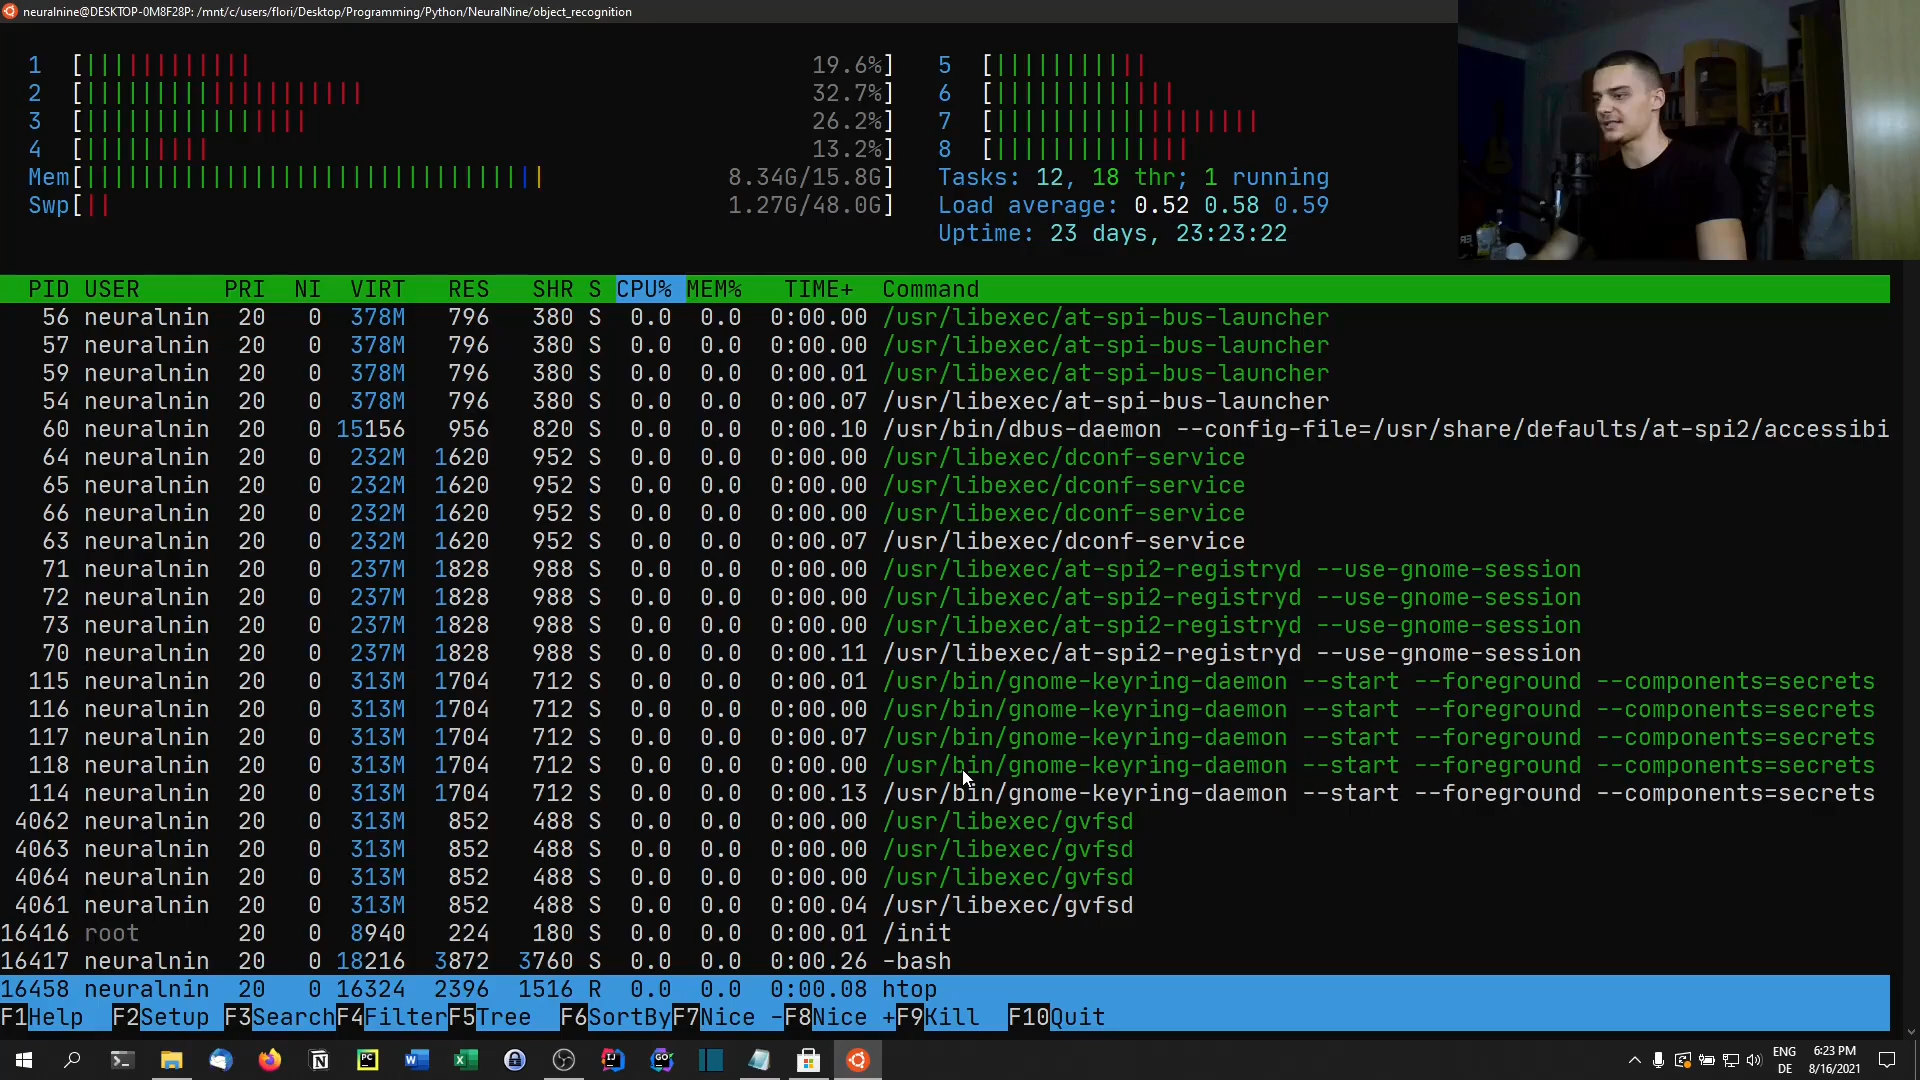 neuralnine@DESKTOP-0M8F28P: /mnt/c/users/flori/Desktop/Programming/Python/NeuralNine/object_recognition
1 [||||||||||||| 19.6%] 5 [|||||||||||
2 [|||||||||||||||||||| 32.7%] 6 [|||||||||||||
3 [|||||||||||||||| 26.2%] 7 [|||||||||||||||||||
4 [||||||||| 13.2%] 8 [||||||||||||||
Mem[||||||||||||||||||||||||||||||||| 8.34G/15.8G] Tasks: 12, 18 thr; 1 running
Swp[|| 1.27G/48.0G] Load average: 0.52 0.58 0.59
Uptime: 23 days, 23:23:22
PID USER PRI NI VIRT RES SHR S CPU% MEM% TIME+ Command
56 neuralnin 20 0 378M 796 380 S 0.0 0.0 0:00.00 /usr/libexec/at-spi-bus-launcher
57 neuralnin 20 0 378M 796 380 S 0.0 0.0 0:00.00 /usr/libexec/at-spi-bus-launcher
59 neuralnin 20 0 378M 796 380 S 0.0 0.0 0:00.01 /usr/libexec/at-spi-bus-launcher
54 neuralnin 20 0 378M 796 380 S 0.0 0.0 0:00.07 /usr/libexec/at-spi-bus-launcher
60 neuralnin 20 0 15156 956 820 S 0.0 0.0 0:00.10 /usr/bin/dbus-daemon --config-file=/usr/share/defaults/at-spi2/accessibi
64 neuralnin 20 0 232M 1620 952 S 0.0 0.0 0:00.00 /usr/libexec/dconf-service
65 neuralnin 20 0 232M 1620 952 S 0.0 0.0 0:00.00 /usr/libexec/dconf-service
66 neuralnin 20 0 232M 1620 952 S 0.0 0.0 0:00.00 /usr/libexec/dconf-service
63 neuralnin 20 0 232M 1620 952 S 0.0 0.0 0:00.07 /usr/libexec/dconf-service
71 neuralnin 20 0 237M 1828 988 S 0.0 0.0 0:00.00 /usr/libexec/at-spi2-registryd --use-gnome-session
72 neuralnin 20 0 237M 1828 988 S 0.0 0.0 0:00.00 /usr/libexec/at-spi2-registryd --use-gnome-session
73 neuralnin 20 0 237M 1828 988 S 0.0 0.0 0:00.00 /usr/libexec/at-spi2-registryd --use-gnome-session
70 neuralnin 20 0 237M 1828 988 S 0.0 0.0 0:00.11 /usr/libexec/at-spi2-registryd --use-gnome-session
115 neuralnin 20 0 313M 1704 712 S 0.0 0.0 0:00.01 /usr/bin/gnome-keyring-daemon --start --foreground --components=secrets
116 neuralnin 20 0 313M 1704 712 S 0.0 0.0 0:00.00 /usr/bin/gnome-keyring-daemon --start --foreground --components=secrets
117 neuralnin 20 0 313M 1704 712 S 0.0 0.0 0:00.07 /usr/bin/gnome-keyring-daemon --start --foreground --components=secrets
118 neuralnin 20 0 313M 1704 712 S 0.0 0.0 0:00.00 /usr/bin/gnome-keyring-daemon --start --foreground --components=secrets
114 neuralnin 20 0 313M 1704 712 S 0.0 0.0 0:00.13 /usr/bin/gnome-keyring-daemon --start --foreground --components=secrets
4062 neuralnin 20 0 313M 852 488 S 0.0 0.0 0:00.00 /usr/libexec/gvfsd
4063 neuralnin 20 0 313M 852 488 S 0.0 0.0 0:00.00 /usr/libexec/gvfsd
4064 neuralnin 20 0 313M 852 488 S 0.0 0.0 0:00.00 /usr/libexec/gvfsd
4061 neuralnin 20 0 313M 852 488 S 0.0 0.0 0:00.04 /usr/libexec/gvfsd
16416 root 20 0 8940 224 180 S 0.0 0.0 0:00.01 /init
16417 neuralnin 20 0 18216 3872 3760 S 0.0 0.0 0:00.26 -bash
16458 neuralnin 20 0 16324 2396 1516 R 0.0 0.0 0:00.08 htop
F1Help F2Setup F3SearchF4FilterF5Tree F6SortByF7Nice -F8Nice +F9Kill F10Quit
ENG 6:23 PM
DE 8/16/2021